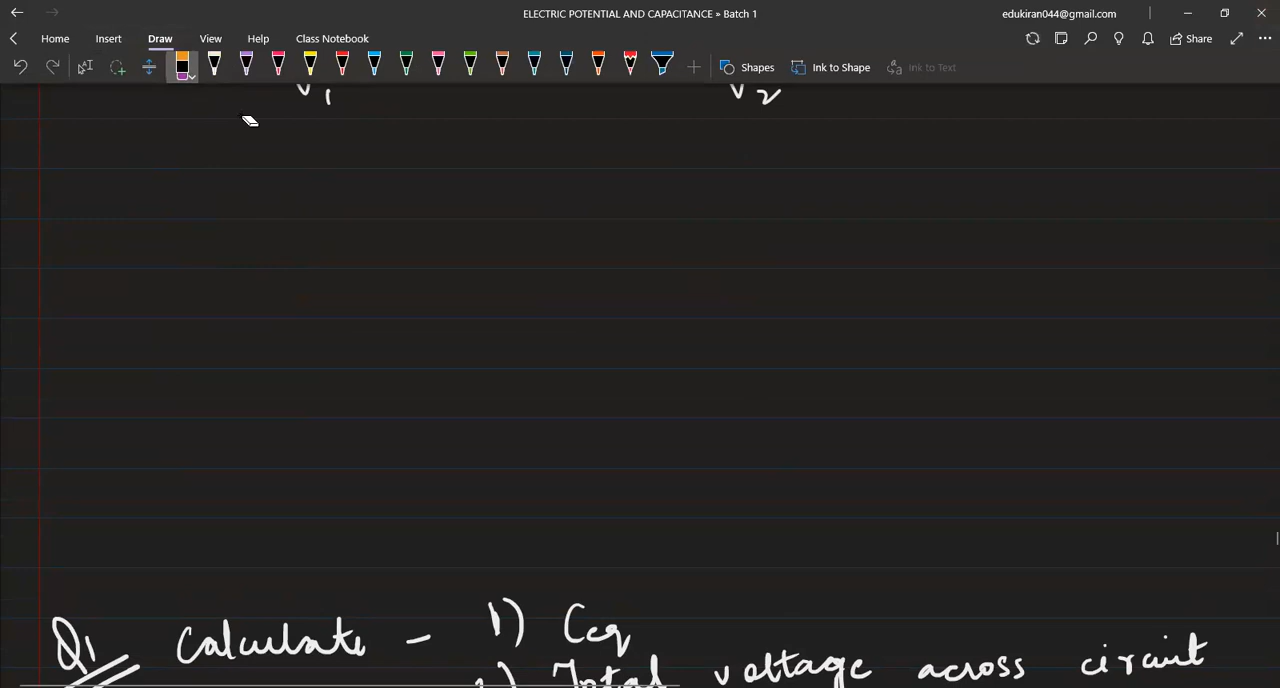 ELECTRIC POTENTIAL AND CAPACITANCE » Batch 1
edukiran044@gmail.com
Home Insert Draw View Help Class Notebook
Share
Shapes Ink to Shape Ink to Text
V1 V2
Q1 Calculate - 1) Ceq
2) Total voltage across circuit